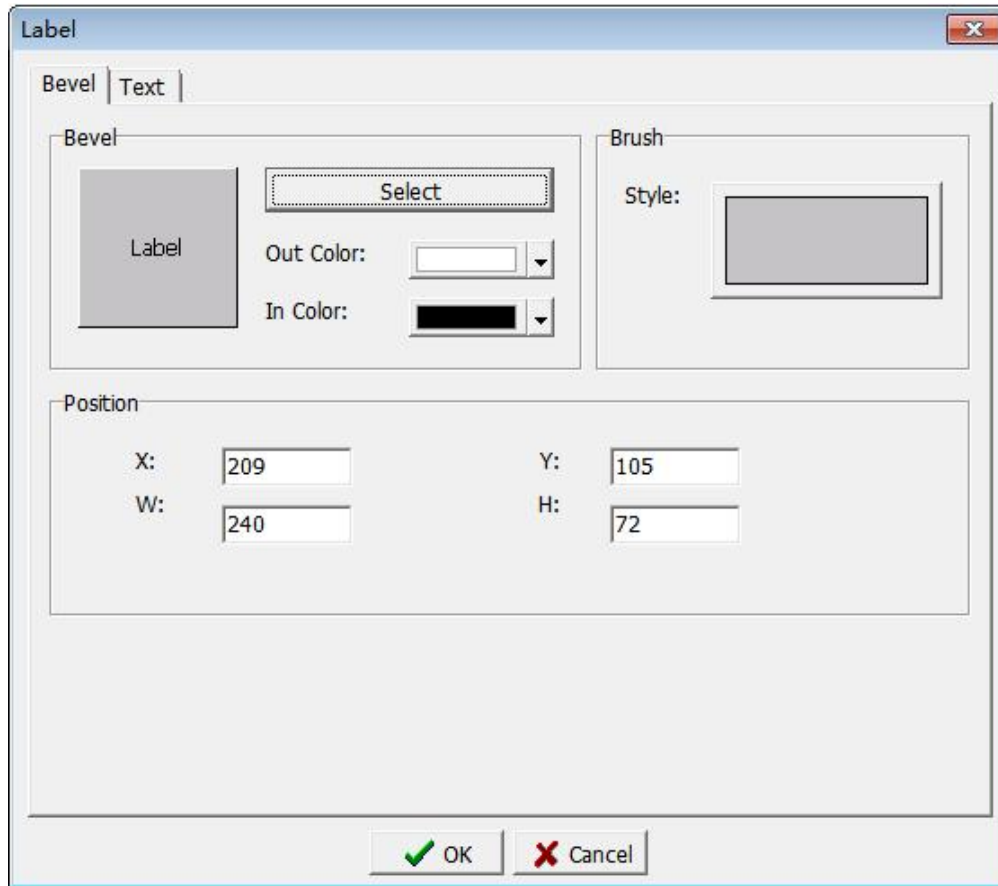 Label
Bevel Text
Bevel
Brush
Select
Style:
Label
Out Color:
In Color:
Position
X: 209 Y: 105
W: 240 H: 72
OK Cancel